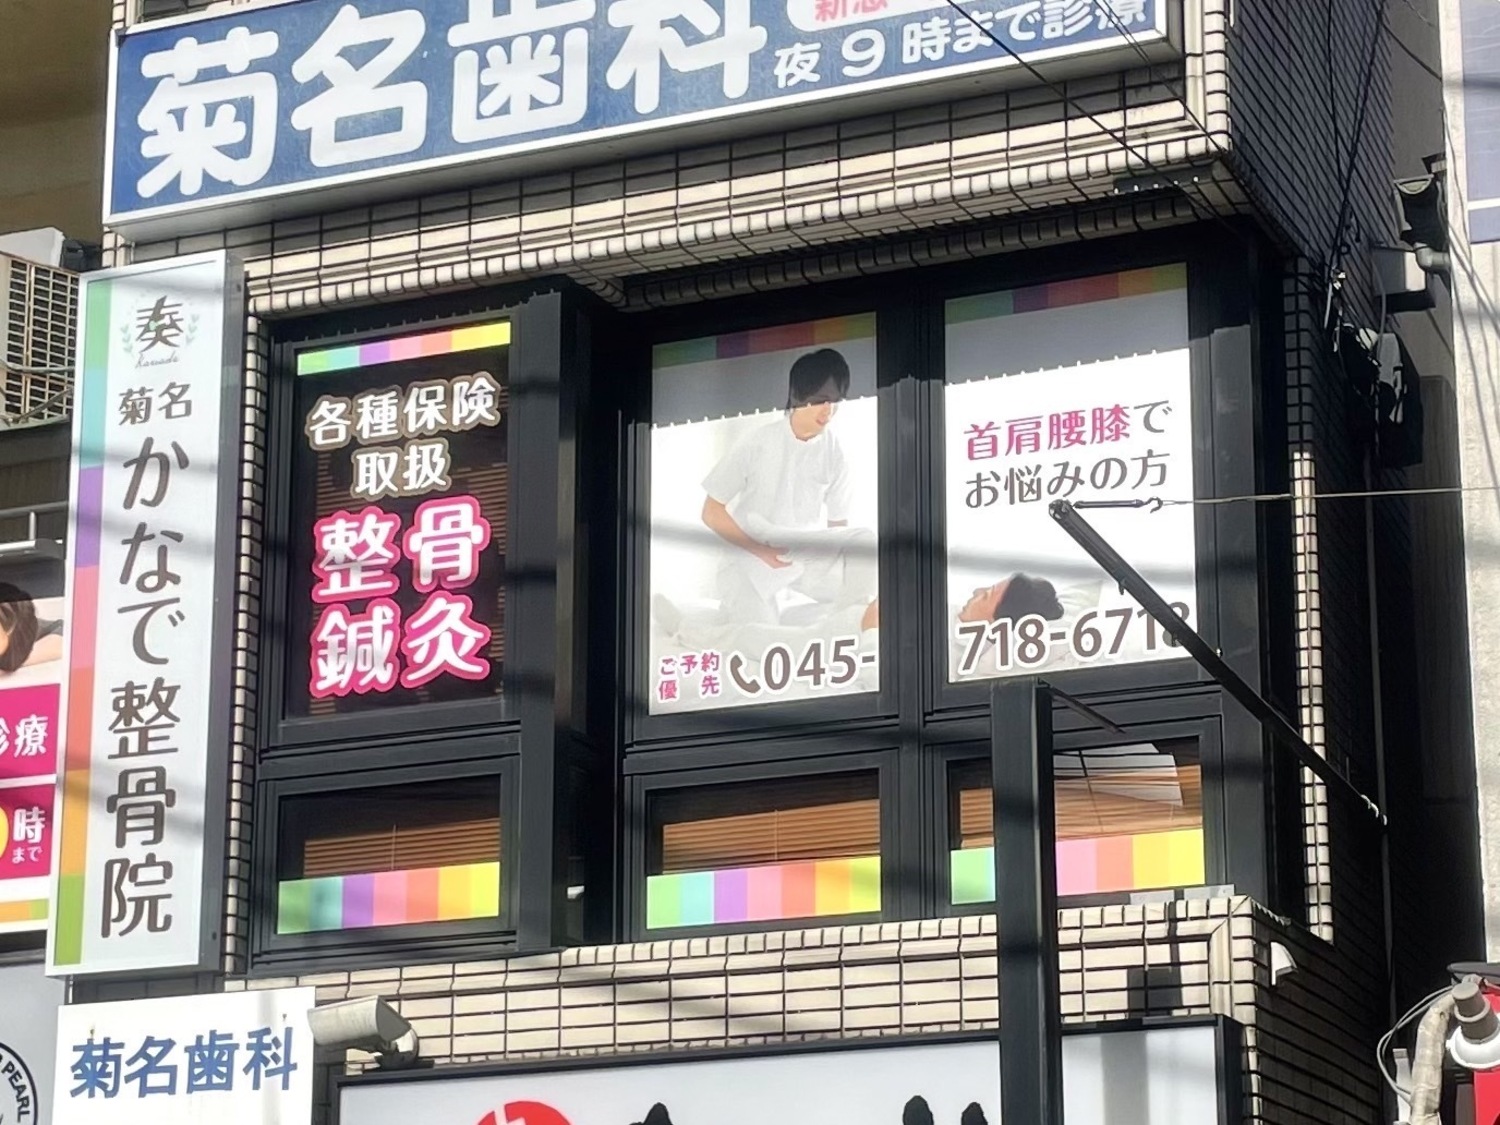 菊名歯科
夜9時まで診療
奏
kanade
菊名
かなで整骨院
各種保険
取扱
整骨
鍼灸
首肩腰膝で
お悩みの方
ご予約
優先
045-
718-6718
診療
時
まで
菊名歯科
PEARL